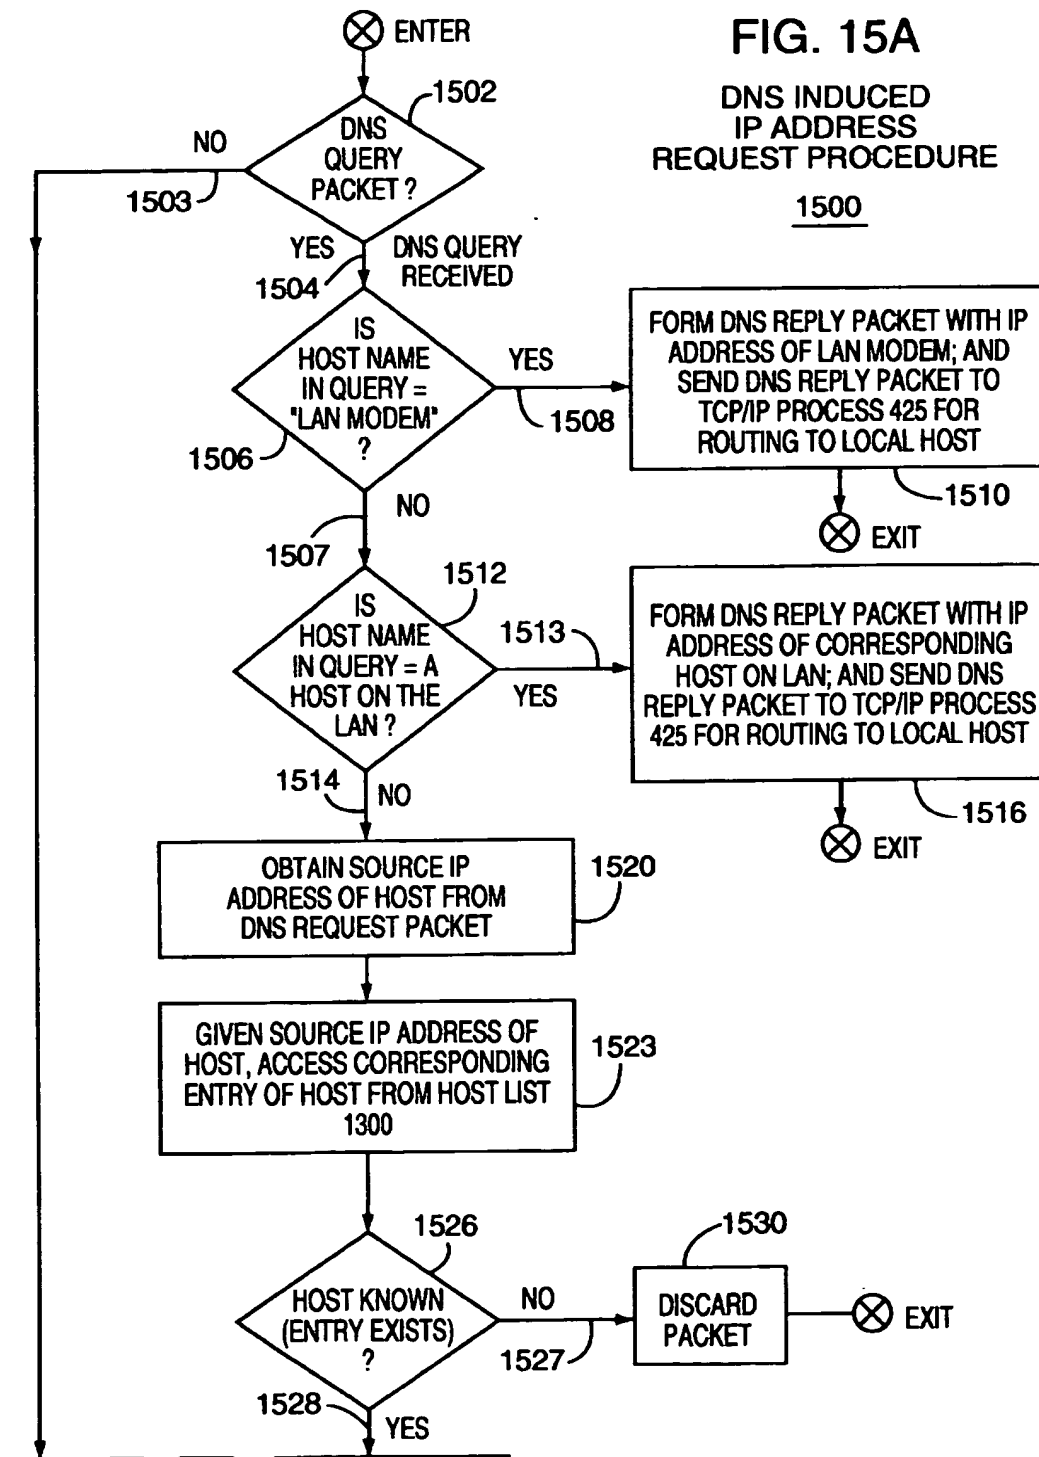 ENTER
FIG. 15A
DNS INDUCED
IP ADDRESS
REQUEST PROCEDURE
1500
1502
DNS
QUERY
PACKET ?
NO
1503
YES
1504
DNS QUERY
RECEIVED
IS
HOST NAME
IN QUERY =
"LAN MODEM"
?
1506
YES
1508
FORM DNS REPLY PACKET WITH IP
ADDRESS OF LAN MODEM; AND
SEND DNS REPLY PACKET TO
TCP/IP PROCESS 425 FOR
ROUTING TO LOCAL HOST
1510
EXIT
NO
1507
1512
IS
HOST NAME
IN QUERY = A
HOST ON THE
LAN ?
1513
YES
FORM DNS REPLY PACKET WITH IP
ADDRESS OF CORRESPONDING
HOST ON LAN; AND SEND DNS
REPLY PACKET TO TCP/IP PROCESS
425 FOR ROUTING TO LOCAL HOST
1516
EXIT
1514
NO
OBTAIN SOURCE IP
ADDRESS OF HOST FROM
DNS REQUEST PACKET
1520
GIVEN SOURCE IP ADDRESS OF
HOST, ACCESS CORRESPONDING
ENTRY OF HOST FROM HOST LIST
1300
1523
1526
HOST KNOWN
(ENTRY EXISTS)
?
NO
1527
1530
DISCARD
PACKET
EXIT
1528
YES